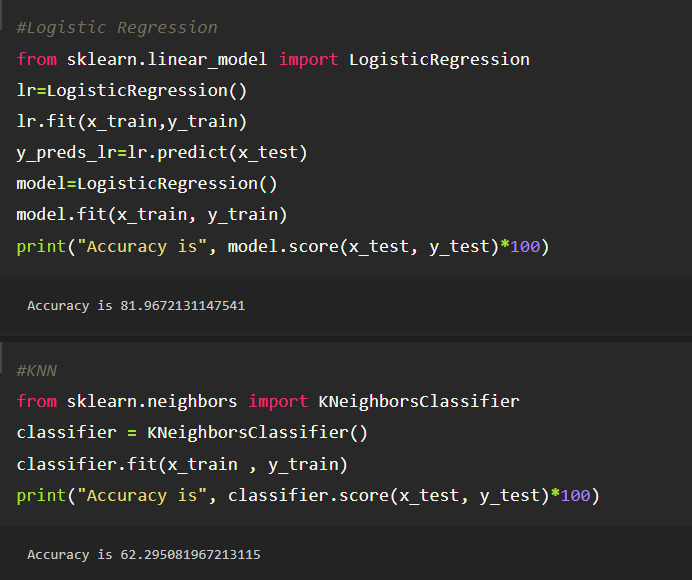 #Logistic Regression
from sklearn.linear_model import LogisticRegression
lr=LogisticRegression()
lr.fit(x_train,y_train)
y_preds_lr=lr.predict(x_test)
model=LogisticRegression()
model.fit(x_train, y_train)
print("Accuracy is", model.score(x_test, y_test)*100)
Accuracy is 81.9672131147541
#KNN
from sklearn.neighbors import KNeighborsClassifier
classifier = KNeighborsClassifier()
classifier.fit(x_train , y_train)
print("Accuracy is", classifier.score(x_test, y_test)*100)
Accuracy is 62.295081967213115